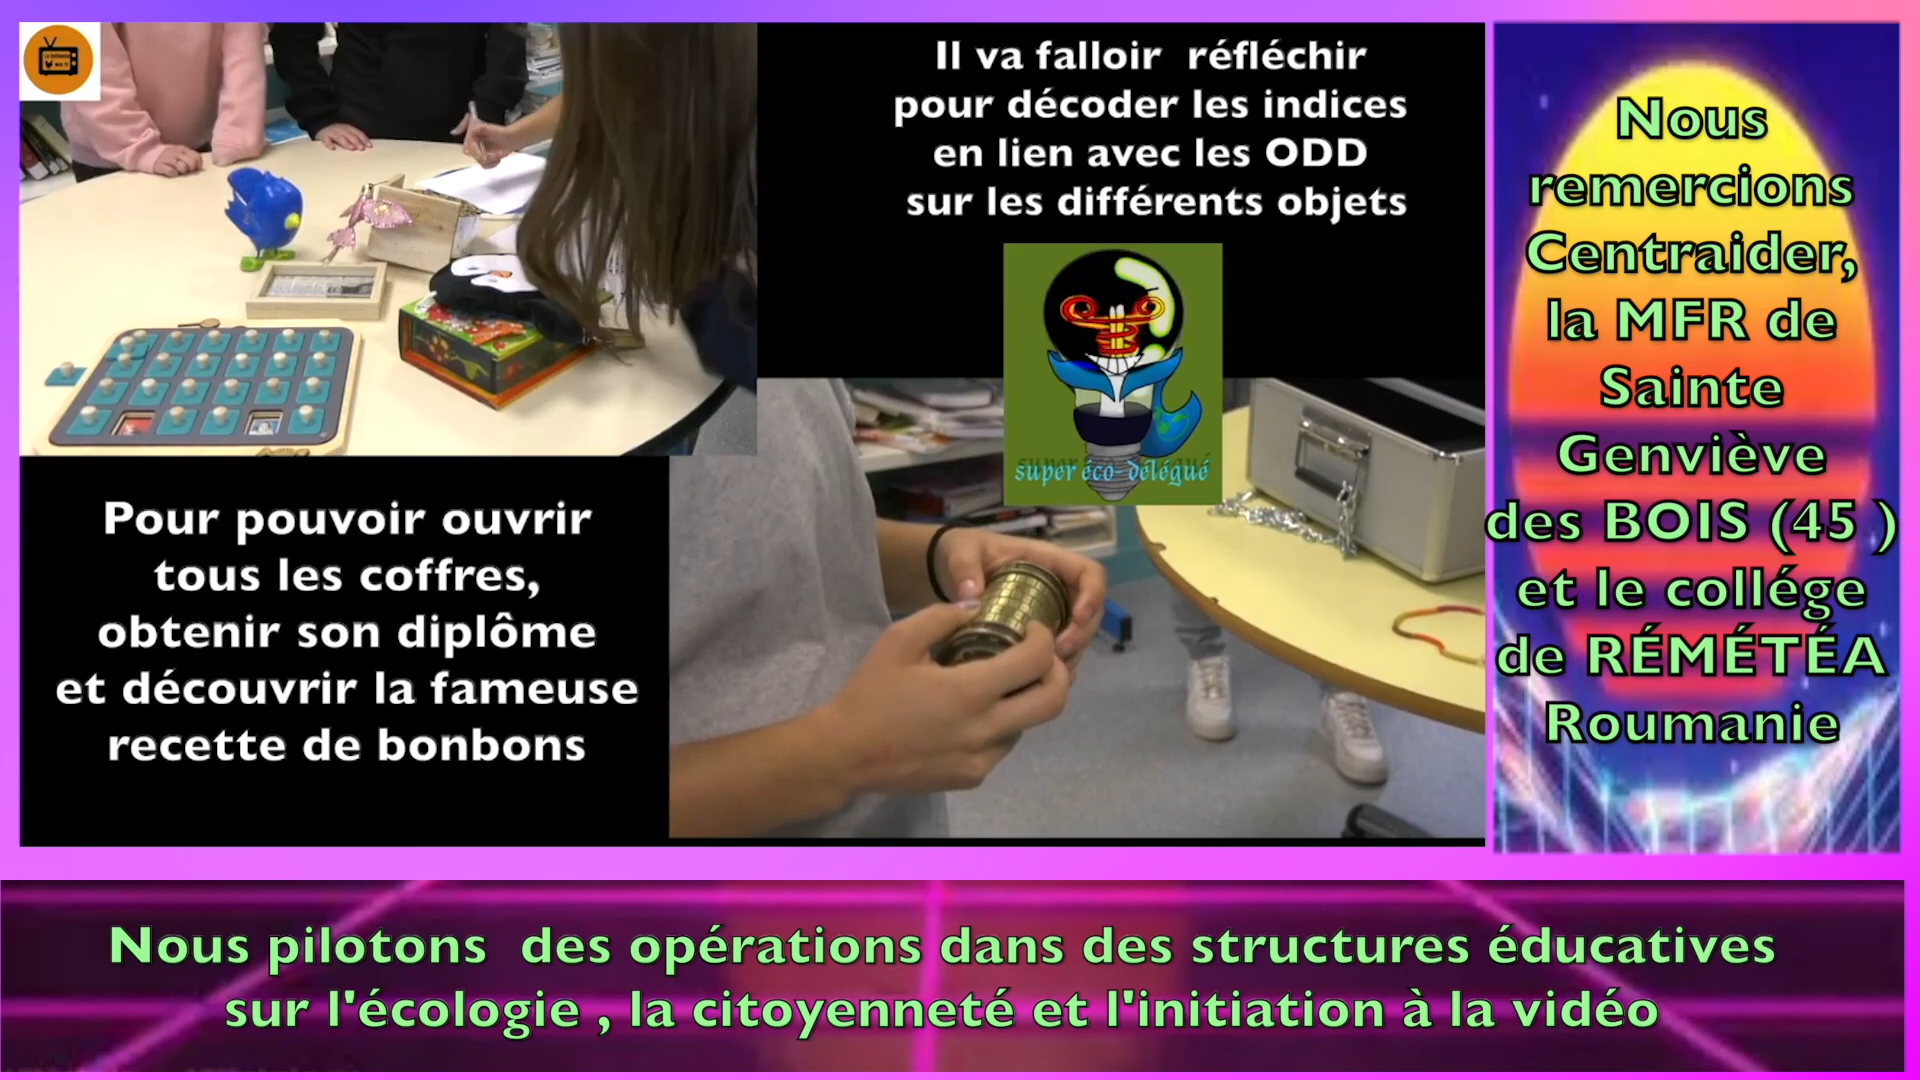 Il va falloir réfléchir
pour décoder les indices
en lien avec les ODD
sur les différents objets
super éco-délégué
Pour pouvoir ouvrir
tous les coffres,
obtenir son diplôme
et découvrir la fameuse
recette de bonbons
Nous
remercions
Centraider,
la MFR de
Sainte
Genviève
des BOIS (45 )
et le collége
de RÉMÉTÉA
Roumanie
Nous pilotons des opérations dans des structures éducatives
sur l'écologie , la citoyenneté et l'initiation à la vidéo